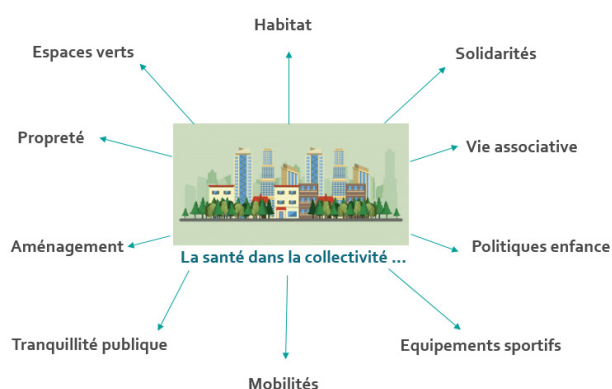 Habitat
Espaces verts
Solidarités
Propreté
Vie associative
Aménagement
Politiques enfance
La santé dans la collectivité ...
Tranquillité publique
Equipements sportifs
Mobilités